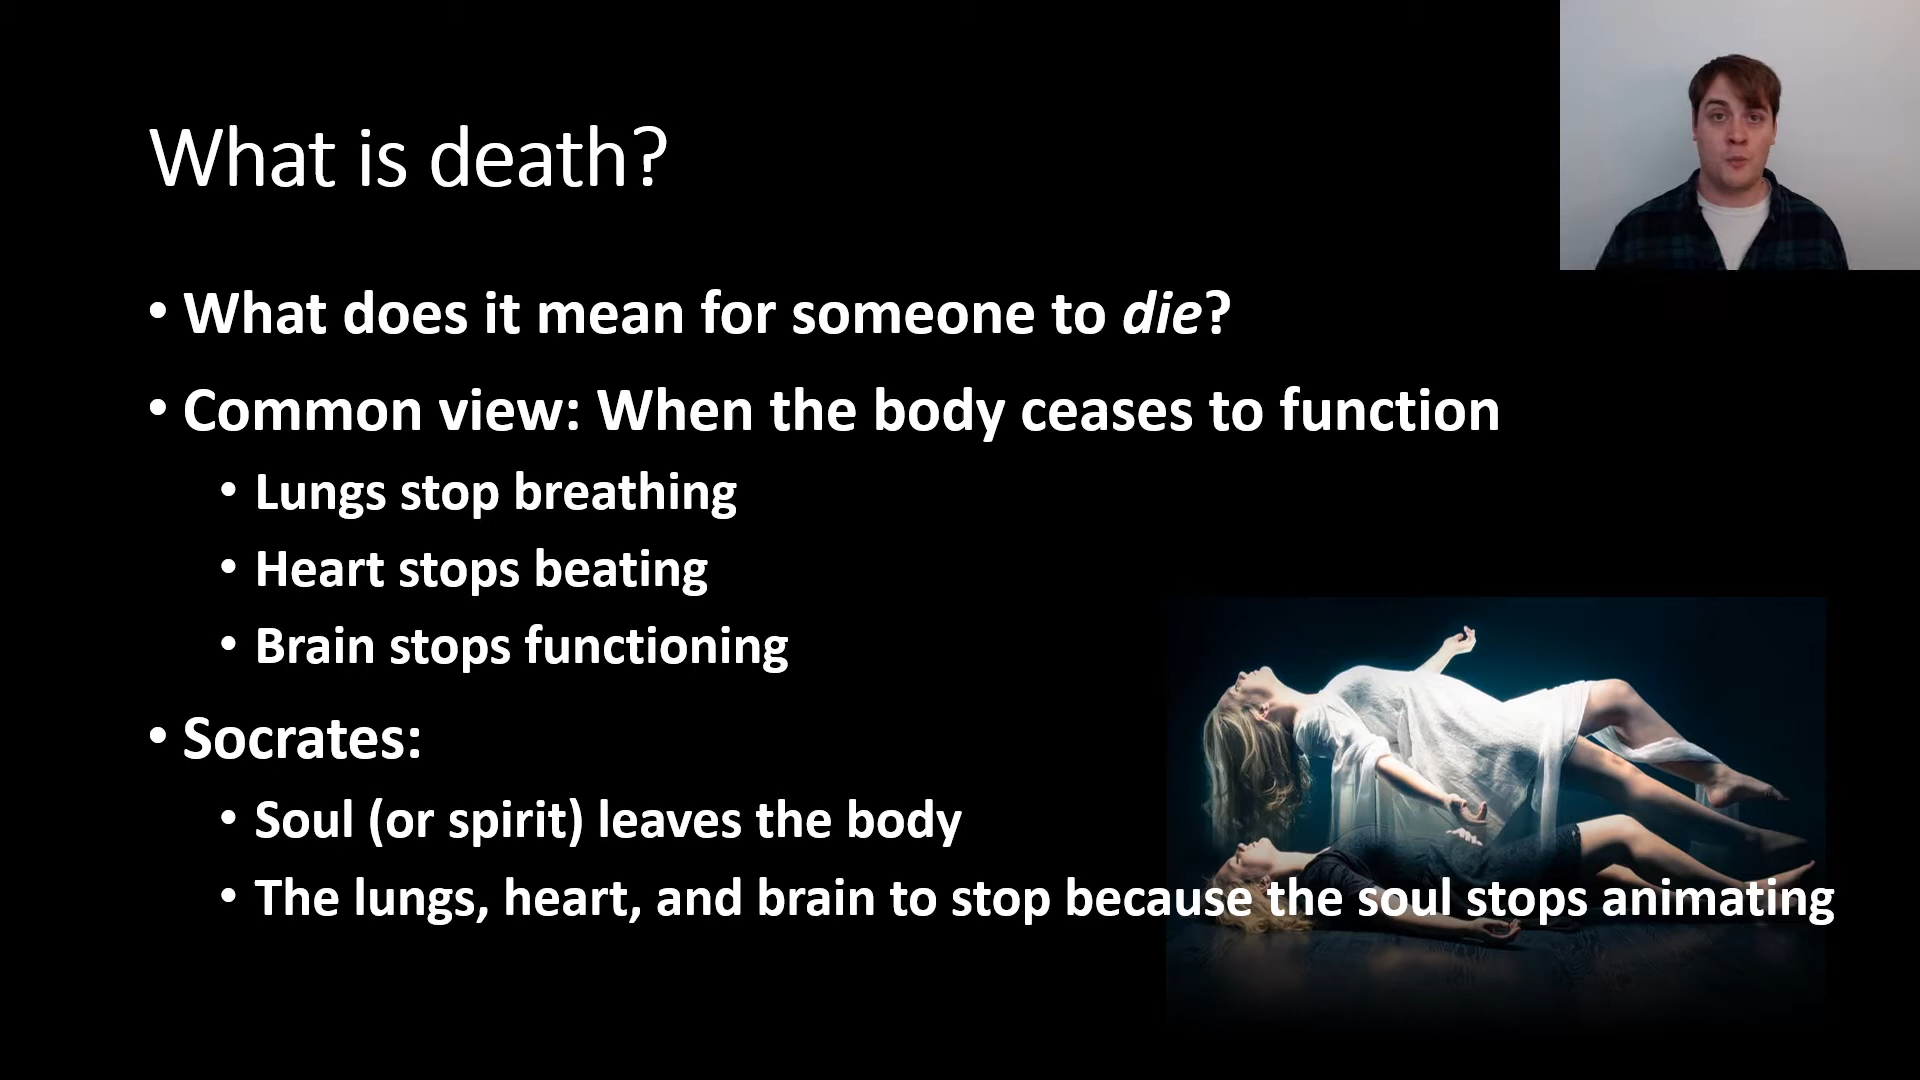 What is death?
• What does it mean for someone to die?
• Common view: When the body ceases to function
• Lungs stop breathing
• Heart stops beating
• Brain stops functioning
• Socrates:
• Soul (or spirit) leaves the body
• The lungs, heart, and brain to stop because the soul stops animating